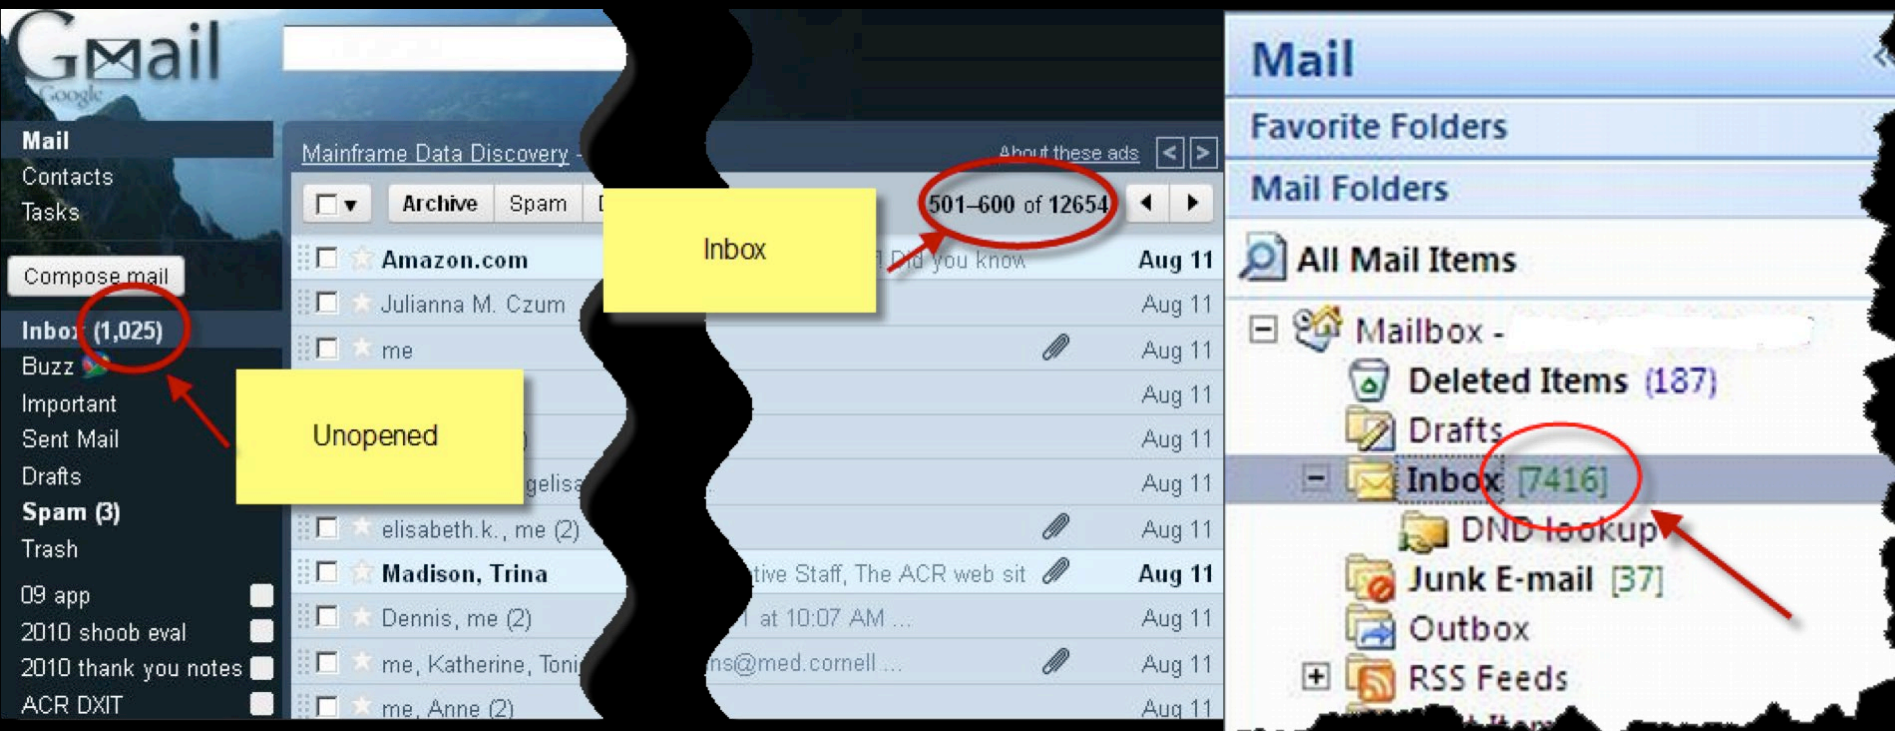 Gmail
Google
Mail
Contacts
Tasks
Compose mail
Inbox (1,025)
Buzz
Important
Sent Mail
Drafts
Spam (3)
Trash
09 app
2010 shoob eval
2010 thank you notes
ACR DXIT
Unopened
Mainframe Data Discovery -
About these ads < >
Archive Spam
501–600 of 12654
Inbox
Amazon.com Did you know Aug 11
Julianna M. Czum Aug 11
me Aug 11
Aug 11
Aug 11
Aug 11
elisabeth.k., me (2) Aug 11
Madison, Trina Staff, The ACR web sit Aug 11
Dennis, me (2) at 10:07 AM ... Aug 11
me, Katherine, @med.cornell ... Aug 11
me, Anne (2) Aug 11
Mail
Favorite Folders
Mail Folders
All Mail Items
Mailbox -
Deleted Items (187)
Drafts
Inbox [7416]
DND lookup
Junk E-mail [37]
Outbox
RSS Feeds